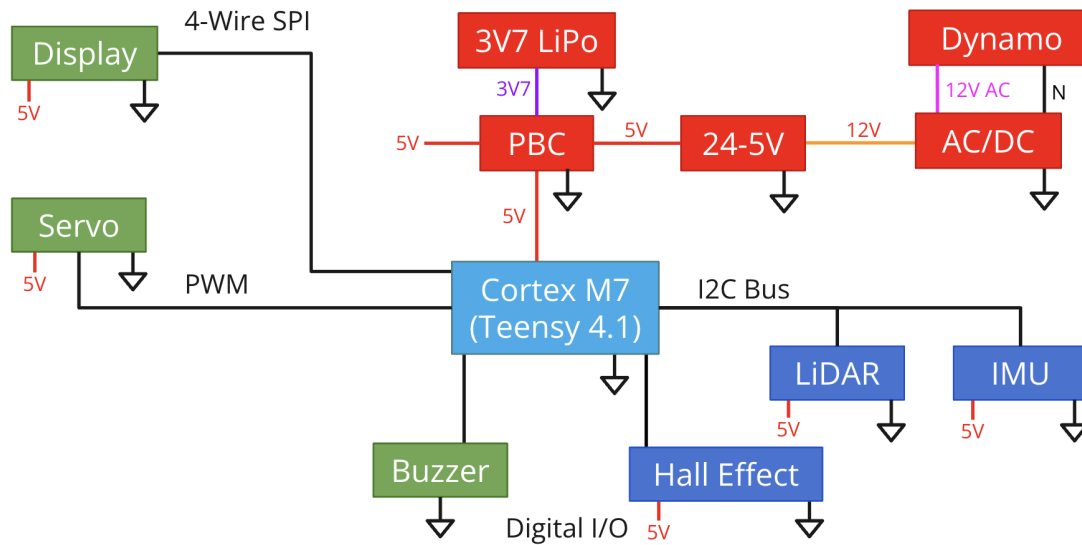 4-Wire SPI
Display
5V
3V7 LiPo
3V7
Dynamo
12V AC
N
5V
PBC
5V
24-5V
12V
AC/DC
5V
Servo
5V
PWM
Cortex M7
(Teensy 4.1)
I2C Bus
LiDAR
5V
IMU
5V
Buzzer
Hall Effect
5V
Digital I/O